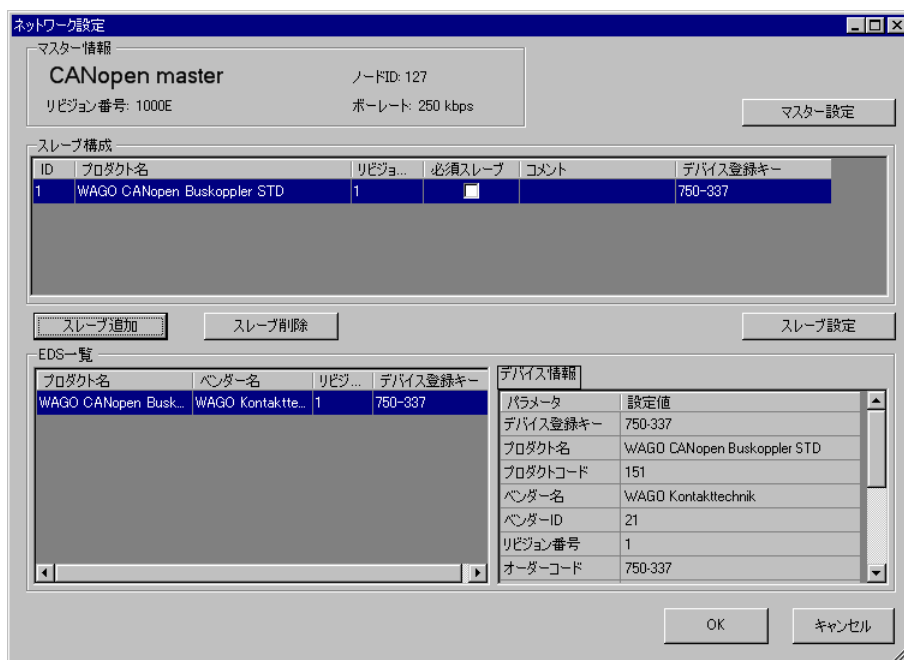 ネットワーク設定
マスター情報
CANopen master
ノードID: 127
リビジョン番号: 1000E
ボーレート: 250 kbps
マスター設定
スレーブ構成
ID プロダクト名 リビジョ... 必須スレーブ コメント デバイス登録キー
1 WAGO CANopen Buskoppler STD 1 750-337
スレーブ追加
スレーブ削除
スレーブ設定
EDS一覧
プロダクト名 ベンダー名 リビジ... デバイス登録キー
WAGO CANopen Busk... WAGO Kontaktte... 1 750-337
デバイス情報
パラメータ 設定値
デバイス登録キー 750-337
プロダクト名 WAGO CANopen Buskoppler STD
プロダクトコード 151
ベンダー名 WAGO Kontakttechnik
ベンダーID 21
リビジョン番号 1
オーダーコード 750-337
OK
キャンセル